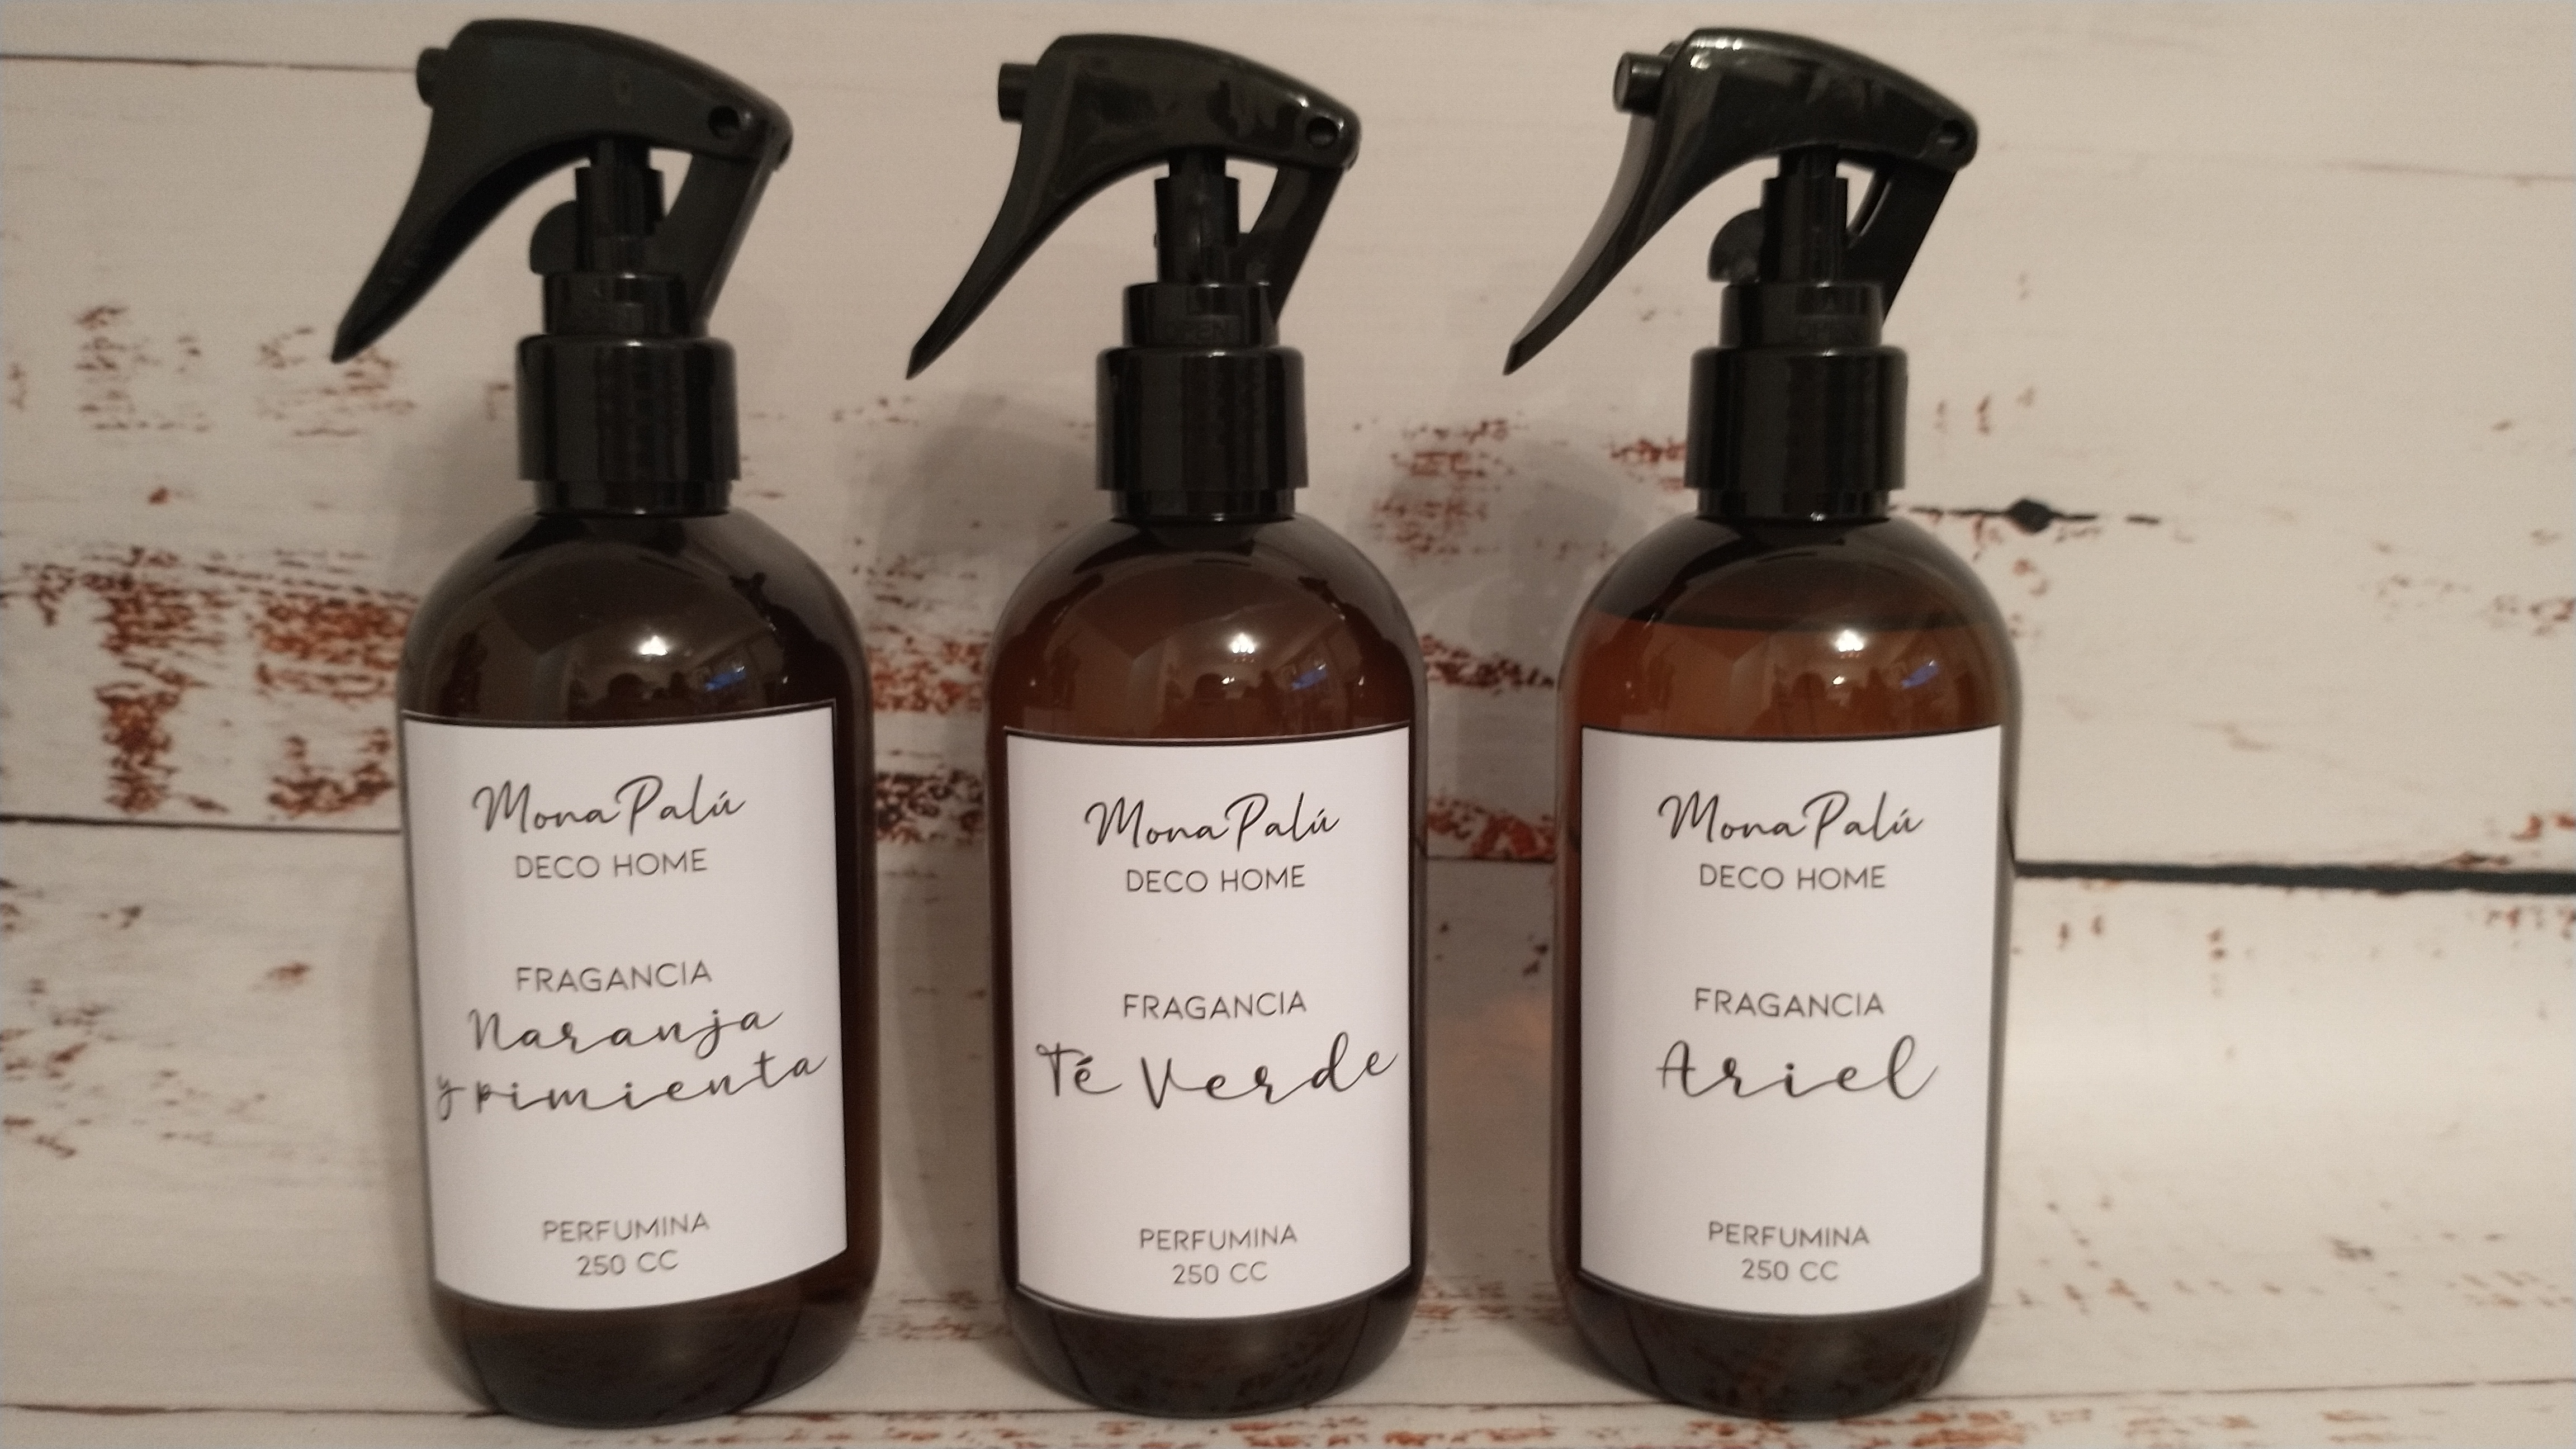 MonaPalú
DECO HOME
FRAGANCIA
Naranja
y pimienta
PERFUMINA
250 CC
MonaPalú
DECO HOME
FRAGANCIA
Té Verde
PERFUMINA
250 CC
OPEN
MonaPalú
DECO HOME
FRAGANCIA
Ariel
PERFUMINA
250 CC